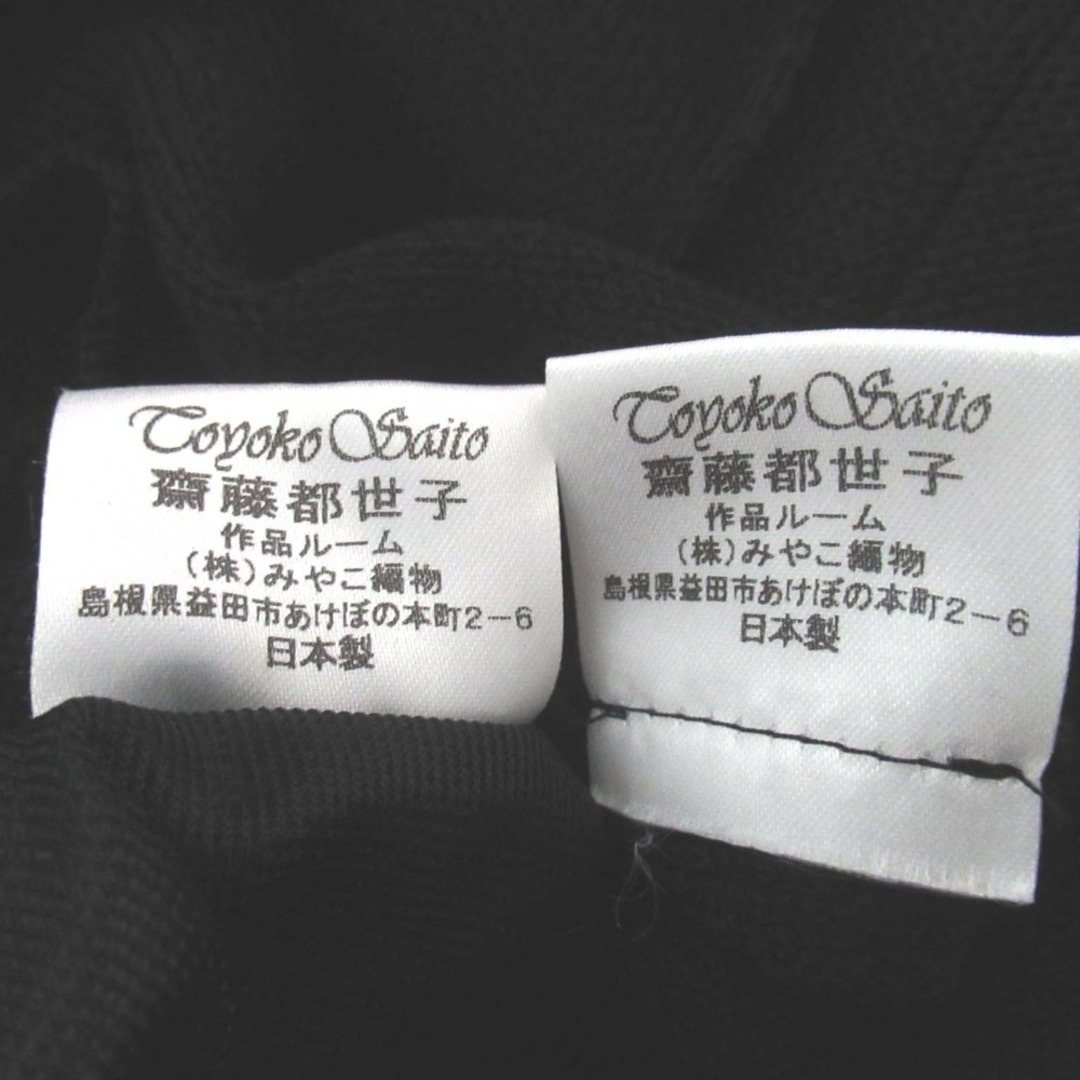 Toyoko Saito
齋藤都世子
作品ルーム
(株)みやこ編物
島根県益田市あけぼの本町2-6
日本製
Toyoko Saito
齋藤都世子
作品ルーム
(株)みやこ編物
島根県益田市あけぼの本町2-6
日本製